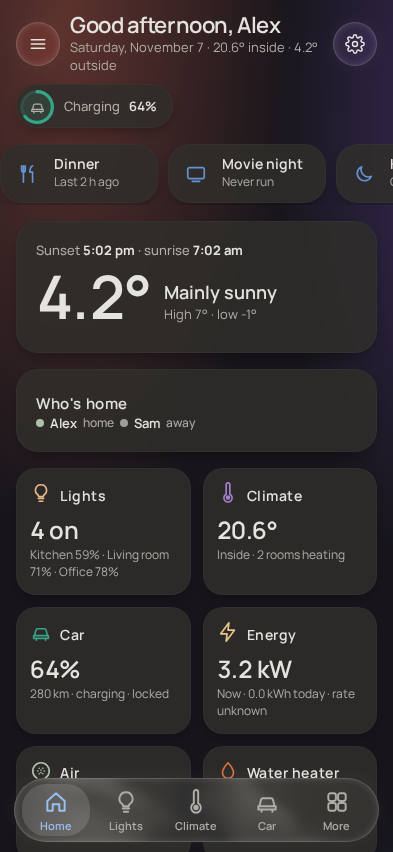 Good afternoon, Alex
Saturday, November 7 · 20.6° inside · 4.2°
outside
Charging 64%
Dinner
Last 2 h ago
Movie night
Never run
Sunset 5:02 pm · sunrise 7:02 am
4.2°
Mainly sunny
High 7° · low -1°
Who's home
Alex home Sam away
Lights
4 on
Kitchen 59% · Living room
71% · Office 78%
Climate
20.6°
Inside · 2 rooms heating
Car
64%
280 km · charging · locked
Energy
3.2 kW
Now · 0.0 kWh today · rate
unknown
Air
Water heater
Home
Lights
Climate
Car
More